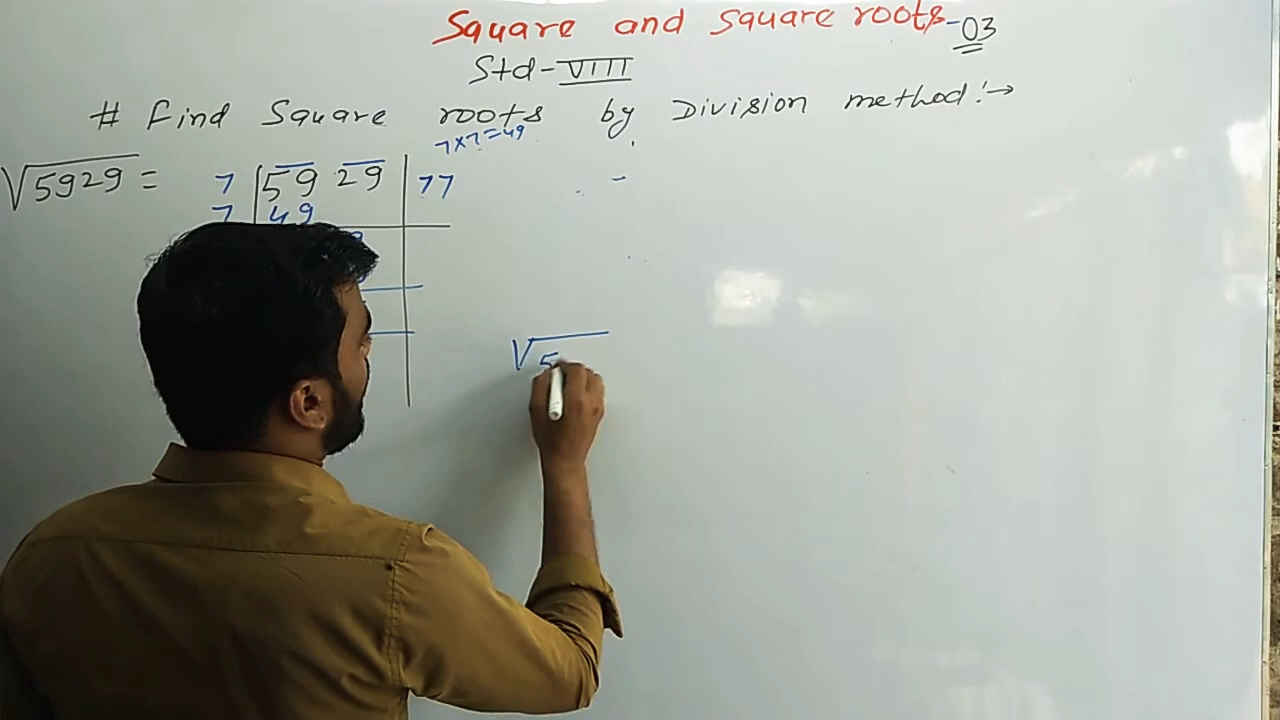 Square and square roots-03
Std-VIII
# Find Square roots by Division method:→
7×7=49
√5929 = 7 | 59 29 | 77
7 | 49
√5